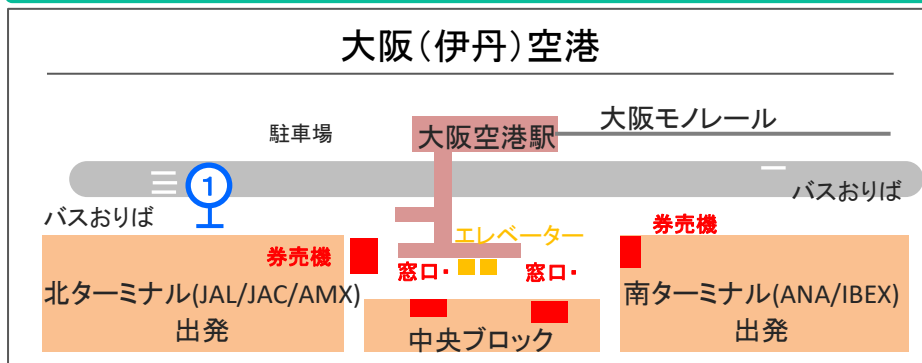 大阪(伊丹)空港
大阪モノレール
駐車場
大阪空港駅
1
バスおりば
バスおりば
エレベーター
券売機
券売機
窓口・
窓口・
北ターミナル(JAL/JAC/AMX)
出発
中央ブロック
南ターミナル(ANA/IBEX)
出発